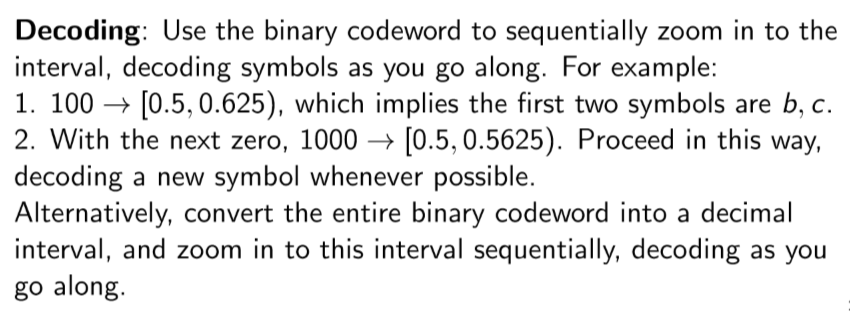 Decoding: Use the binary codeword to sequentially zoom in to the
interval, decoding symbols as you go along. For example:
1. 100 → [0.5, 0.625), which implies the first two symbols are b, c.
2. With the next zero, 1000 → [0.5, 0.5625). Proceed in this way,
decoding a new symbol whenever possible.
Alternatively, convert the entire binary codeword into a decimal
interval, and zoom in to this interval sequentially, decoding as you
go along.